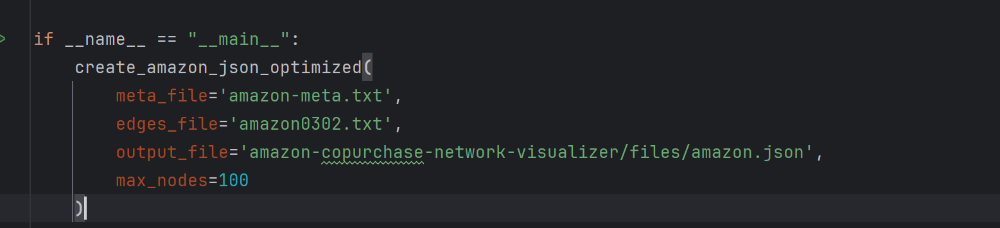 if __name__ == "__main__":
    create_amazon_json_optimized(
        meta_file='amazon-meta.txt',
        edges_file='amazon0302.txt',
        output_file='amazon-copurchase-network-visualizer/files/amazon.json',
        max_nodes=100
    )